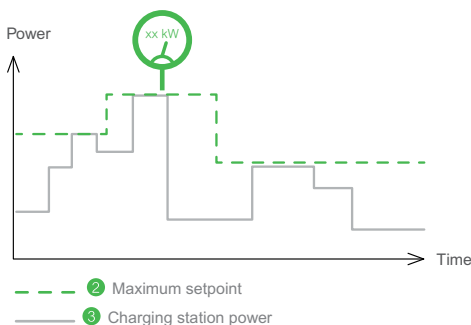 xx kW
Power
Time
2 Maximum setpoint
3 Charging station power